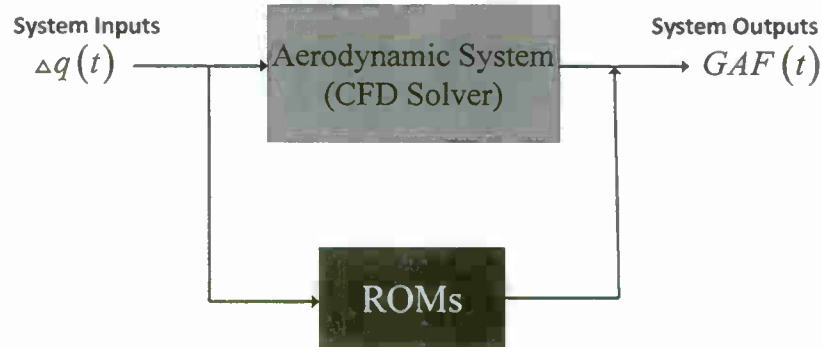 System Inputs
△q(t)
Aerodynamic System
(CFD Solver)
System Outputs
GAF(t)
ROMs